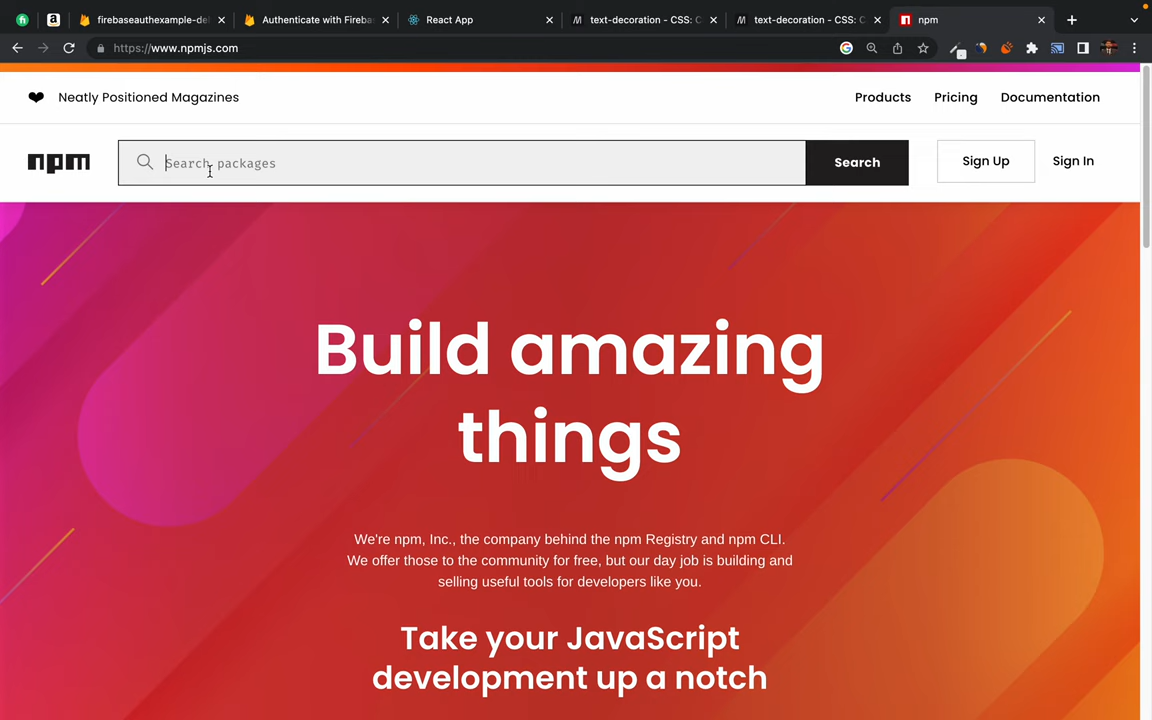 firebaseauthexample-del
Authenticate with Fireba
React App
text-decoration - CSS: C
text-decoration - CSS: C
npm
https://www.npmjs.com
Neatly Positioned Magazines
Products
Pricing
Documentation
npm
Search packages
Search
Sign Up
Sign In
Build amazing
things
We're npm, Inc., the company behind the npm Registry and npm CLI.
We offer those to the community for free, but our day job is building and
selling useful tools for developers like you.
Take your JavaScript
development up a notch